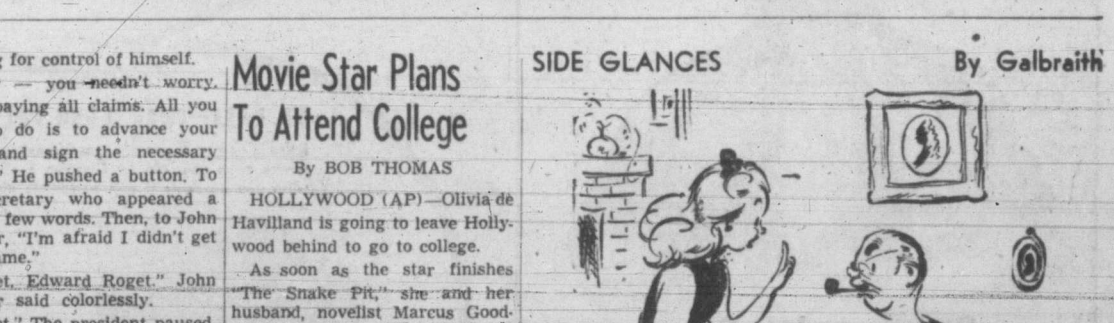 for control of himself.
— you needn't worry.
paying all claims. All you
do is to advance your
and sign the necessary
He pushed a button. To
secretary who appeared a
few words. Then, to John
"I'm afraid I didn't get
Edward Roget." John
said colorlessly.
The president paused
Movie Star Plans
To Attend College
By BOB THOMAS
HOLLYWOOD (AP)—Olivia de
Havilland is going to leave Holly-
wood behind to go to college.
As soon as the star finishes
"The Snake Pit," she and her
husband, novelist Marcus Good-
SIDE GLANCES
By Galbraith